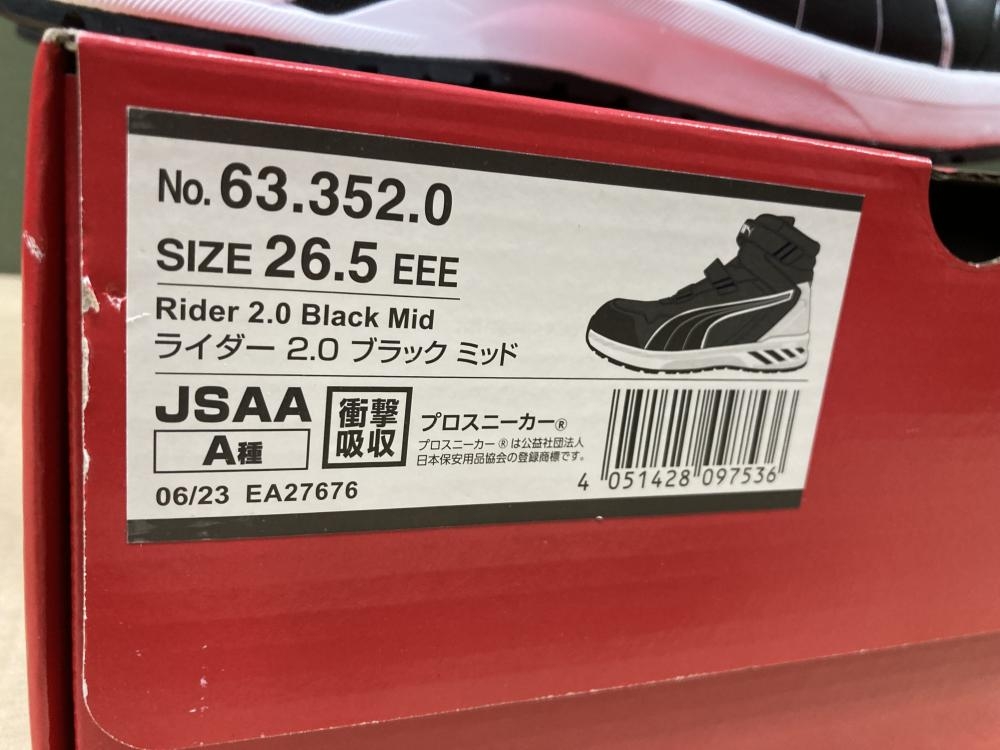 No. 63.352.0
SIZE 26.5 EEE
Rider 2.0 Black Mid
ライダー 2.0 ブラック ミッド
JSAA
A種
衝撃
吸収
プロスニーカー®
プロスニーカー®は公益社団法人
日本保安用品協会の登録商標です。
06/23 EA27676
4 051428 097536